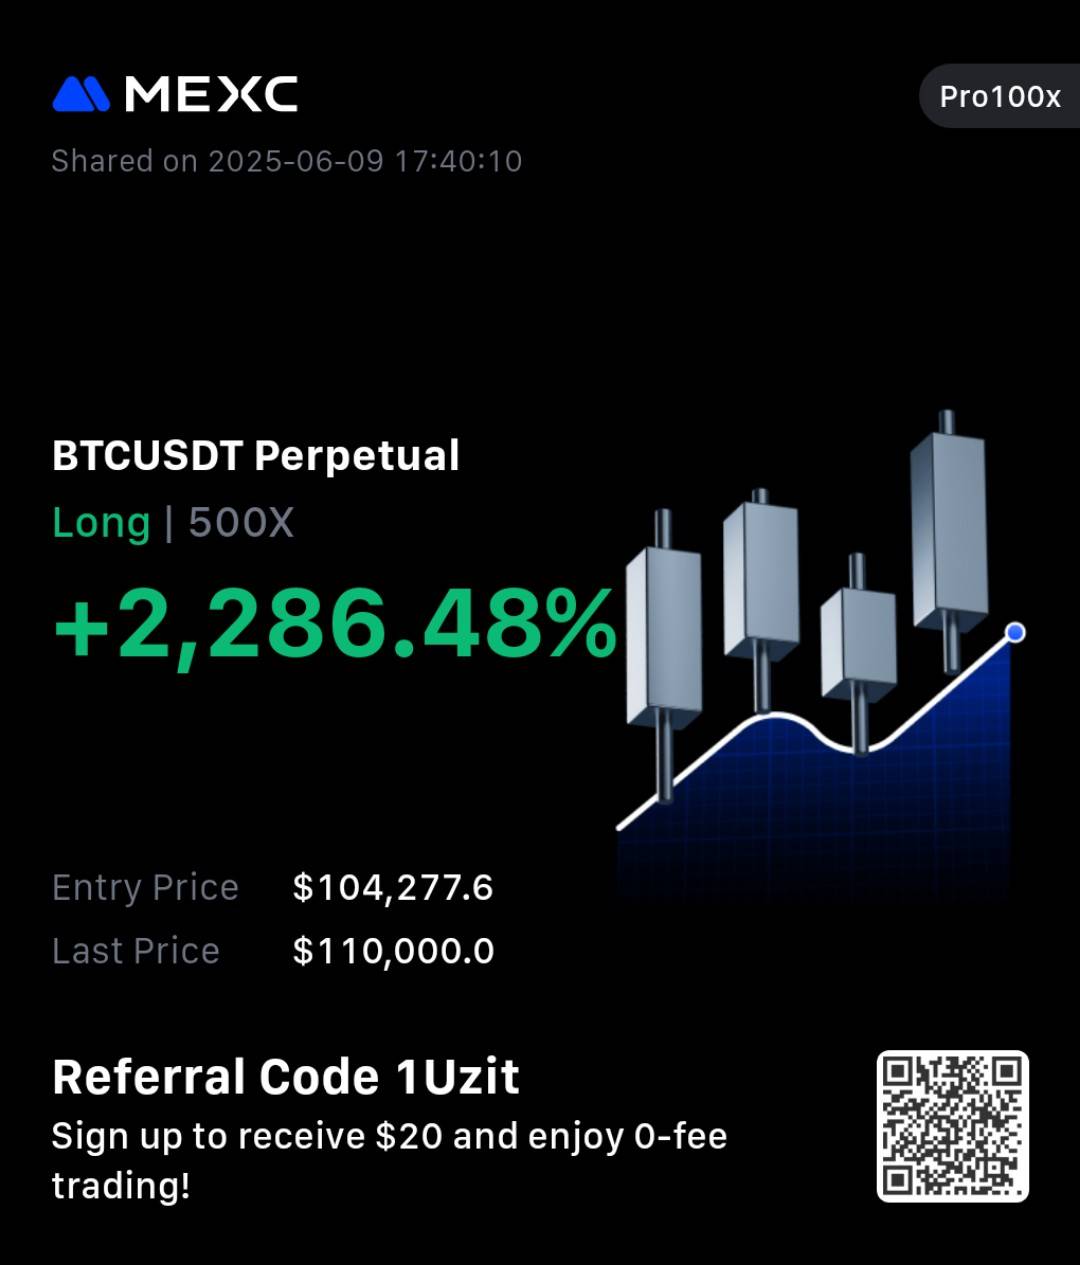 MEXC
Pro100x
Shared on 2025-06-09 17:40:10
BTCUSDT Perpetual
Long | 500X
+2,286.48%
Entry Price $104,277.6
Last Price $110,000.0
Referral Code 1Uzit
Sign up to receive $20 and enjoy 0-fee
trading!